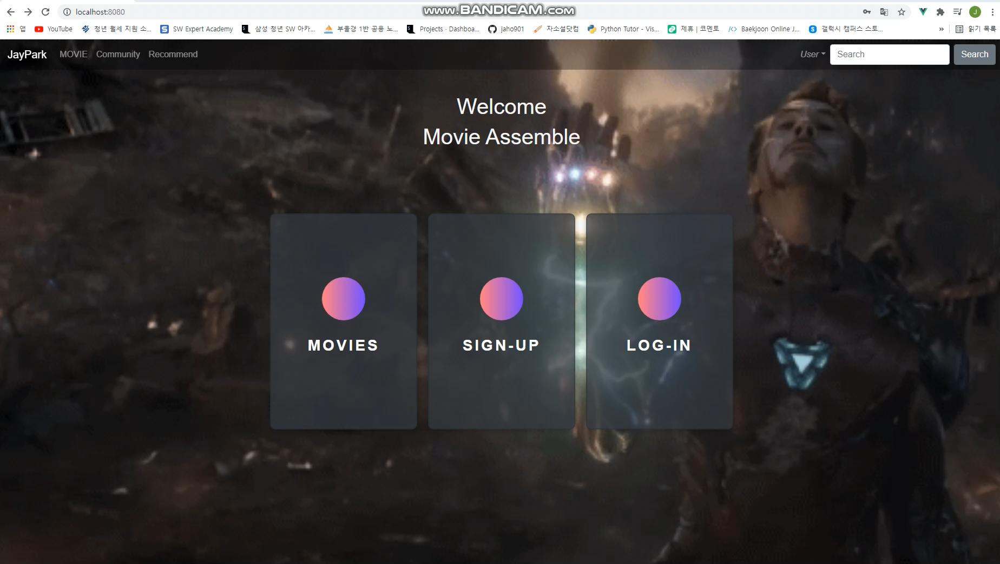 localhost:8080
www.BANDICAM.com
J
앱
YouTube
청년 월세 지원 소...
SW Expert Academy
삼성 청년 SW 아카...
부울경 1반 공용 노...
Projects · Dashboa...
jaho901
자소설닷컴
Python Tutor - Vis...
제휴 | 코멘토
Baekjoon Online J...
갤럭시 캠퍼스 스토...
»
읽기 목록
JayPark
MOVIE
Community
Recommend
User
Search
Search
Welcome
Movie Assemble
MOVIES
SIGN-UP
LOG-IN